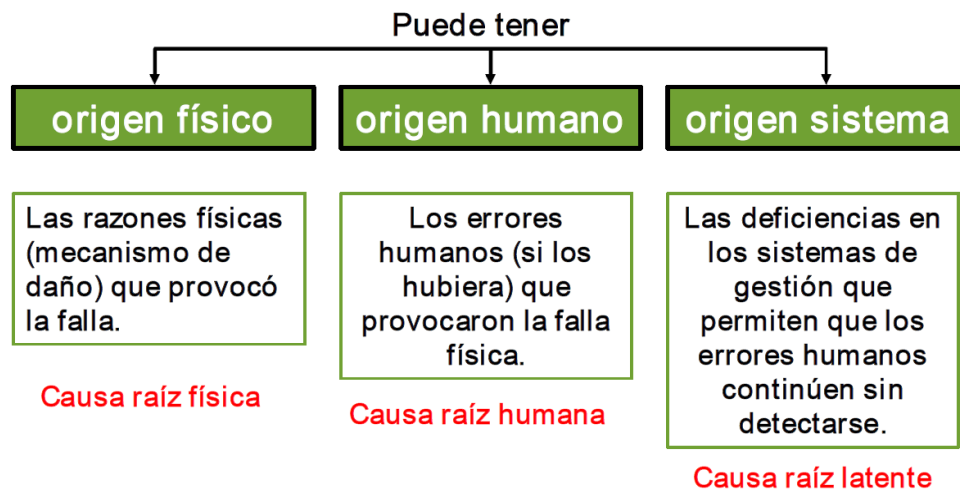 Puede tener
origen físico
origen humano
origen sistema
Las razones físicas
(mecanismo de
daño) que provocó
la falla.
Causa raíz física
Los errores
humanos (si los
hubiera) que
provocaron la falla
física.
Causa raíz humana
Las deficiencias en
los sistemas de
gestión que
permiten que los
errores humanos
continúen sin
detectarse.
Causa raíz latente